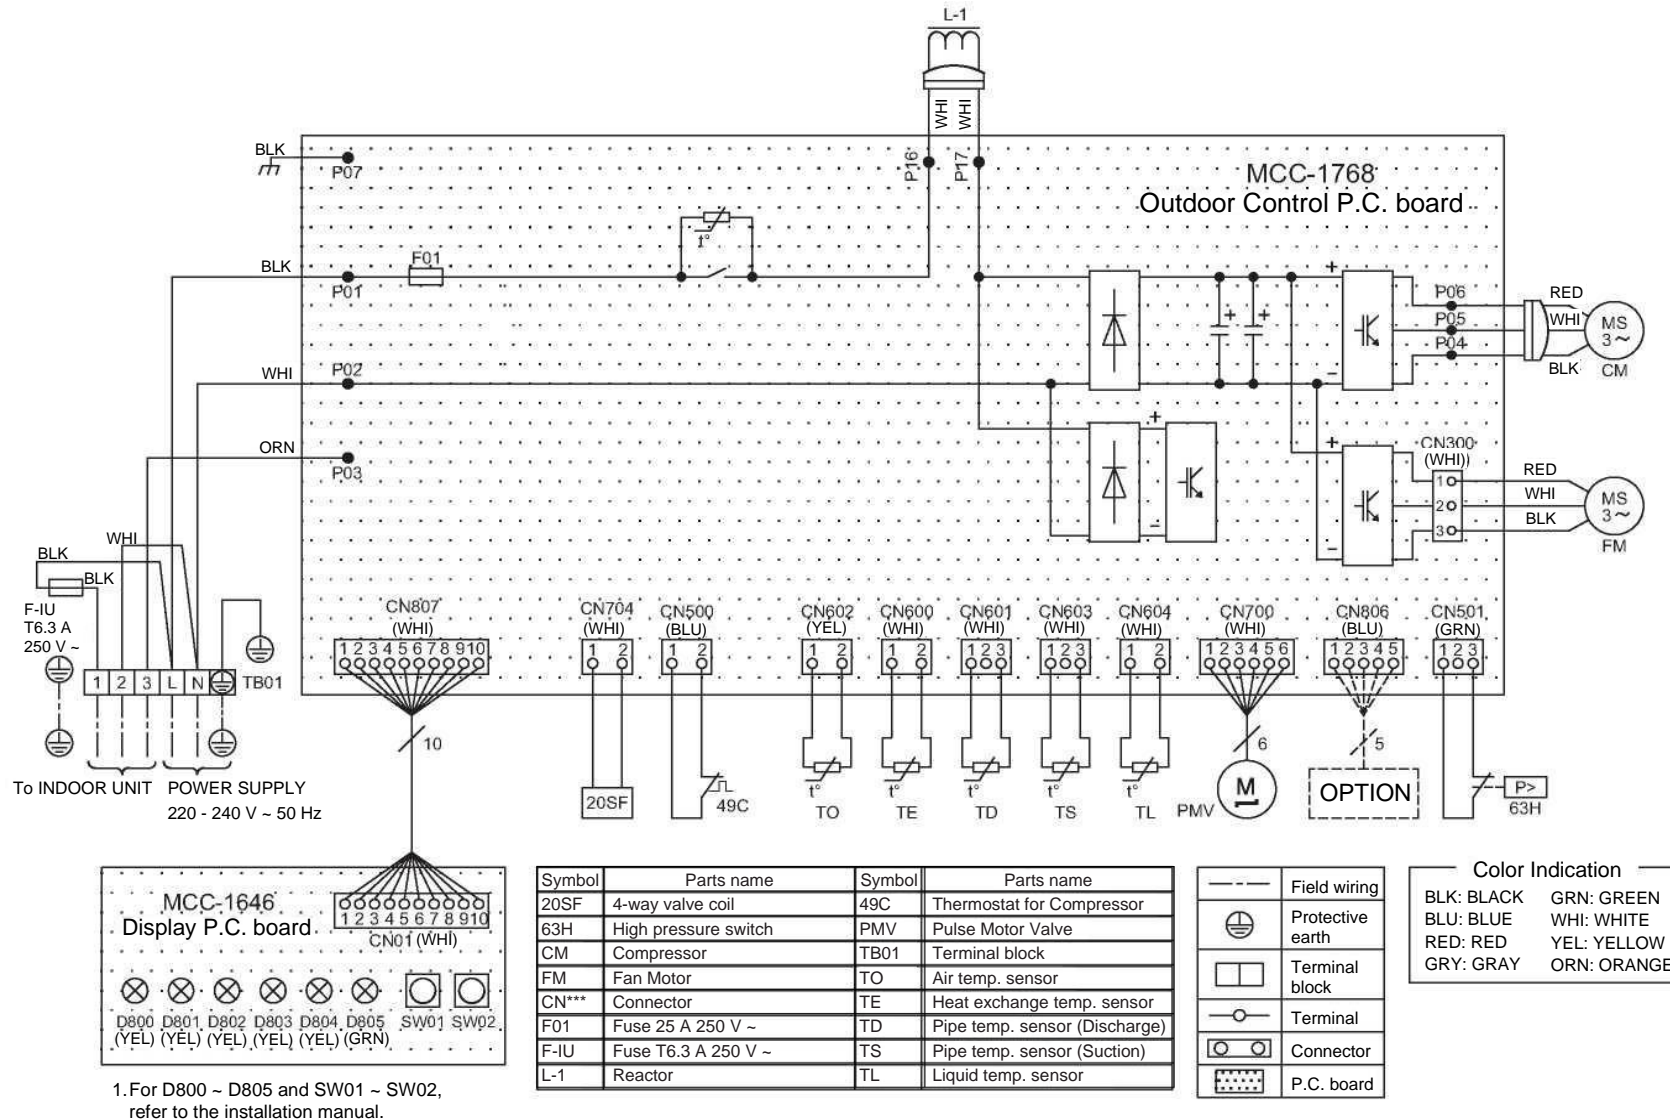 L-1
WHI WHI
P16 P17
MCC-1768
Outdoor Control P.C. board
BLK
P07
t°
F01
BLK
P01
WHI
P02
ORN
P03
+ + +
P06 RED
P05 WHI
P04 BLK
MS
3~
CM
-
+
-
+
CN300
(WHI))
1 RED
2 WHI
3 BLK
MS
3~
FM
-
WHI
BLK
BLK
F-IU
T6.3 A
250 V ~
1 2 3 L N TB01
To INDOOR UNIT POWER SUPPLY
220 - 240 V ~ 50 Hz
CN807
(WHI)
1 2 3 4 5 6 7 8 9 10
10
CN704
(WHI)
1 2
20SF
CN500
(BLU)
1 2
49C
CN602
(YEL)
1 2
t°
TO
CN600
(WHI)
1 2
t°
TE
CN601
(WHI)
1 2 3
t°
TD
CN603
(WHI)
1 2 3
t°
TS
CN604
(WHI)
1 2
t°
TL
CN700
(WHI)
1 2 3 4 5 6
6
PMV M
CN806
(BLU)
1 2 3 4 5
5
OPTION
CN501
(GRN)
1 2 3
P>
63H
MCC-1646
Display P.C. board
1 2 3 4 5 6 7 8 9 10
CN01 (WHI)
D800 D801 D802 D803 D804 D805 SW01 SW02
(YEL) (YEL) (YEL) (YEL) (YEL) (GRN)
1.For D800 ~ D805 and SW01 ~ SW02,
refer to the installation manual.
Symbol Parts name Symbol Parts name
20SF 4-way valve coil 49C Thermostat for Compressor
63H High pressure switch PMV Pulse Motor Valve
CM Compressor TB01 Terminal block
FM Fan Motor TO Air temp. sensor
CN*** Connector TE Heat exchange temp. sensor
F01 Fuse 25 A 250 V ~ TD Pipe temp. sensor (Discharge)
F-IU Fuse T6.3 A 250 V ~ TS Pipe temp. sensor (Suction)
L-1 Reactor TL Liquid temp. sensor
Field wiring
Protective
earth
Terminal
block
Terminal
Connector
P.C. board
Color Indication
BLK: BLACK GRN: GREEN
BLU: BLUE WHI: WHITE
RED: RED YEL: YELLOW
GRY: GRAY ORN: ORANGE